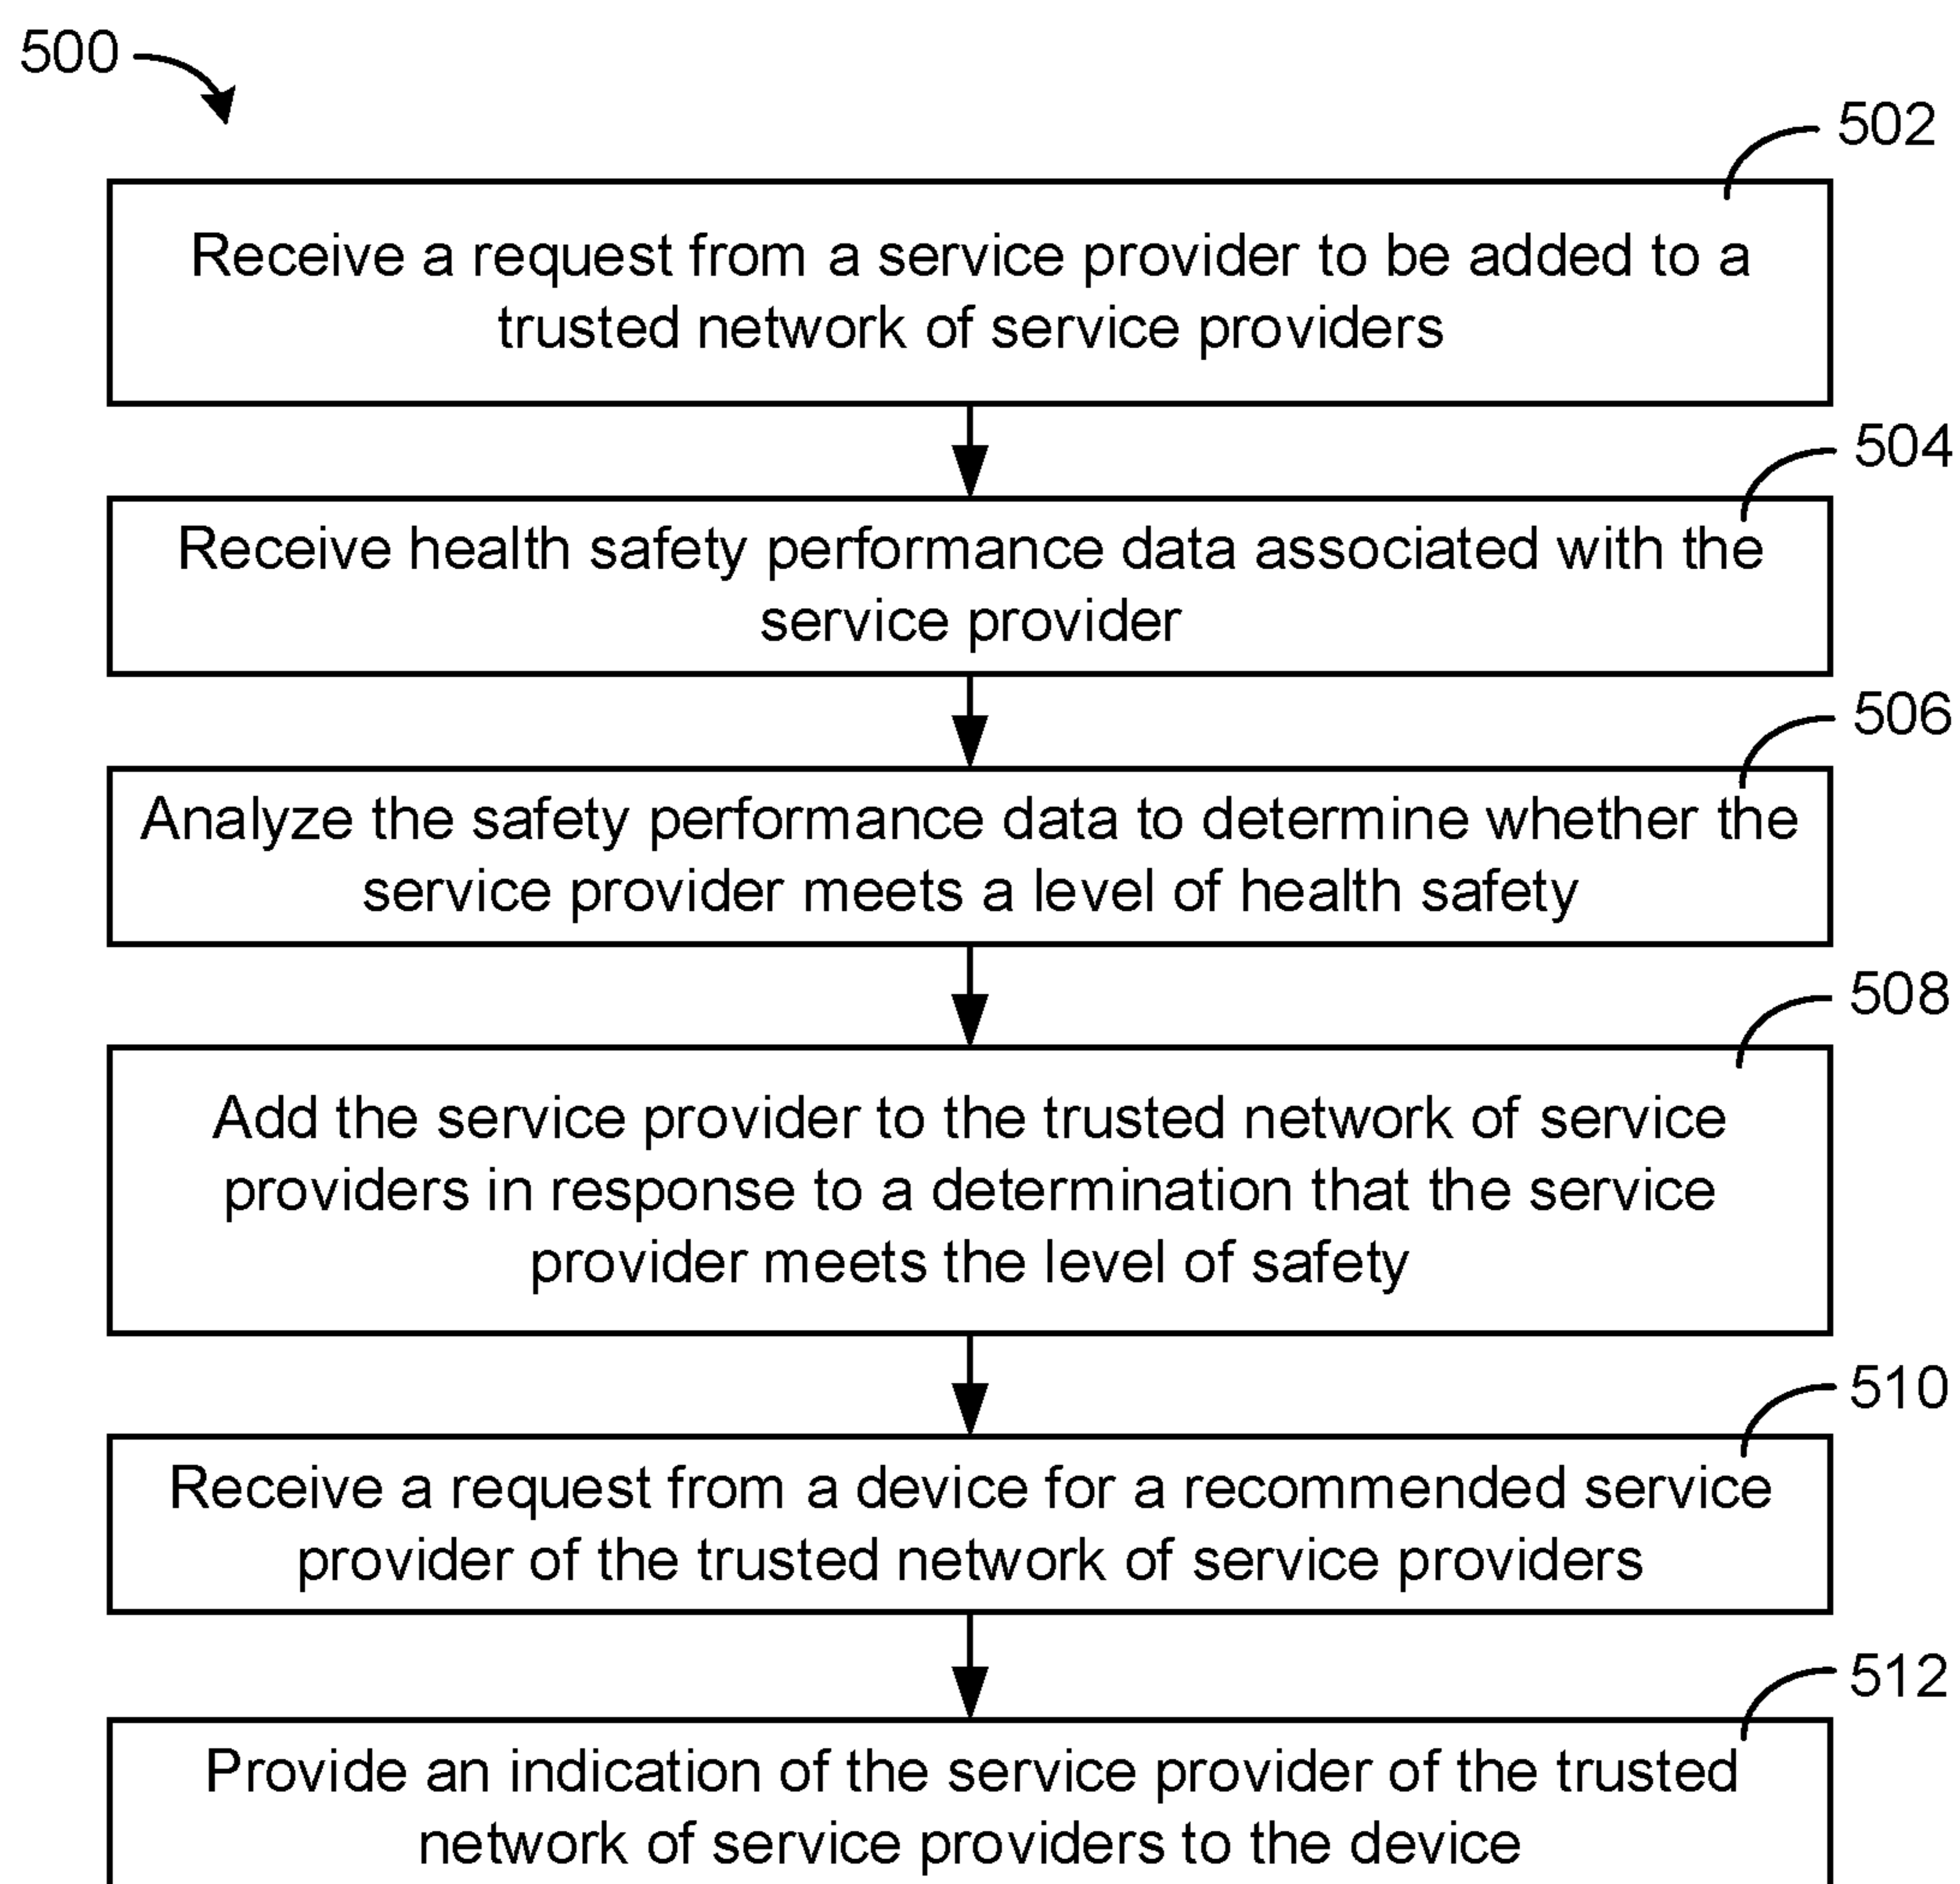 500
502
Receive a request from a service provider to be added to a
trusted network of service providers
504
Receive health safety performance data associated with the
service provider
506
Analyze the safety performance data to determine whether the
service provider meets a level of health safety
508
Add the service provider to the trusted network of service
providers in response to a determination that the service
provider meets the level of safety
510
Receive a request from a device for a recommended service
provider of the trusted network of service providers
512
Provide an indication of the service provider of the trusted
network of service providers to the device